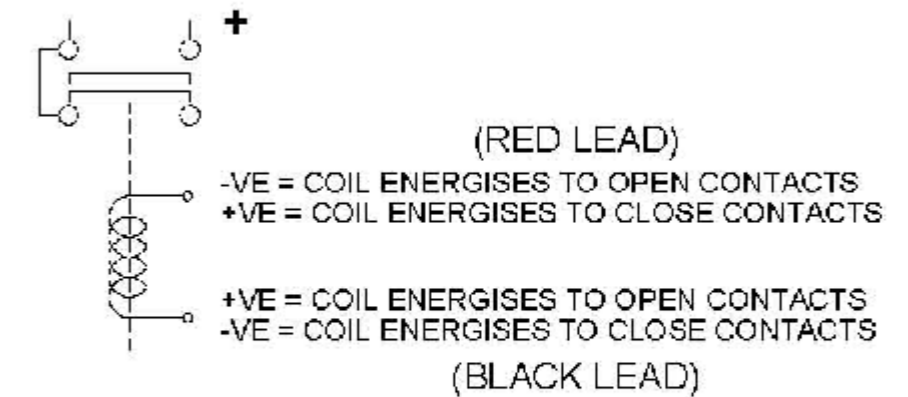 +
(RED LEAD)
-VE = COIL ENERGISES TO OPEN CONTACTS
+VE = COIL ENERGISES TO CLOSE CONTACTS
+VE = COIL ENERGISES TO OPEN CONTACTS
-VE = COIL ENERGISES TO CLOSE CONTACTS
(BLACK LEAD)